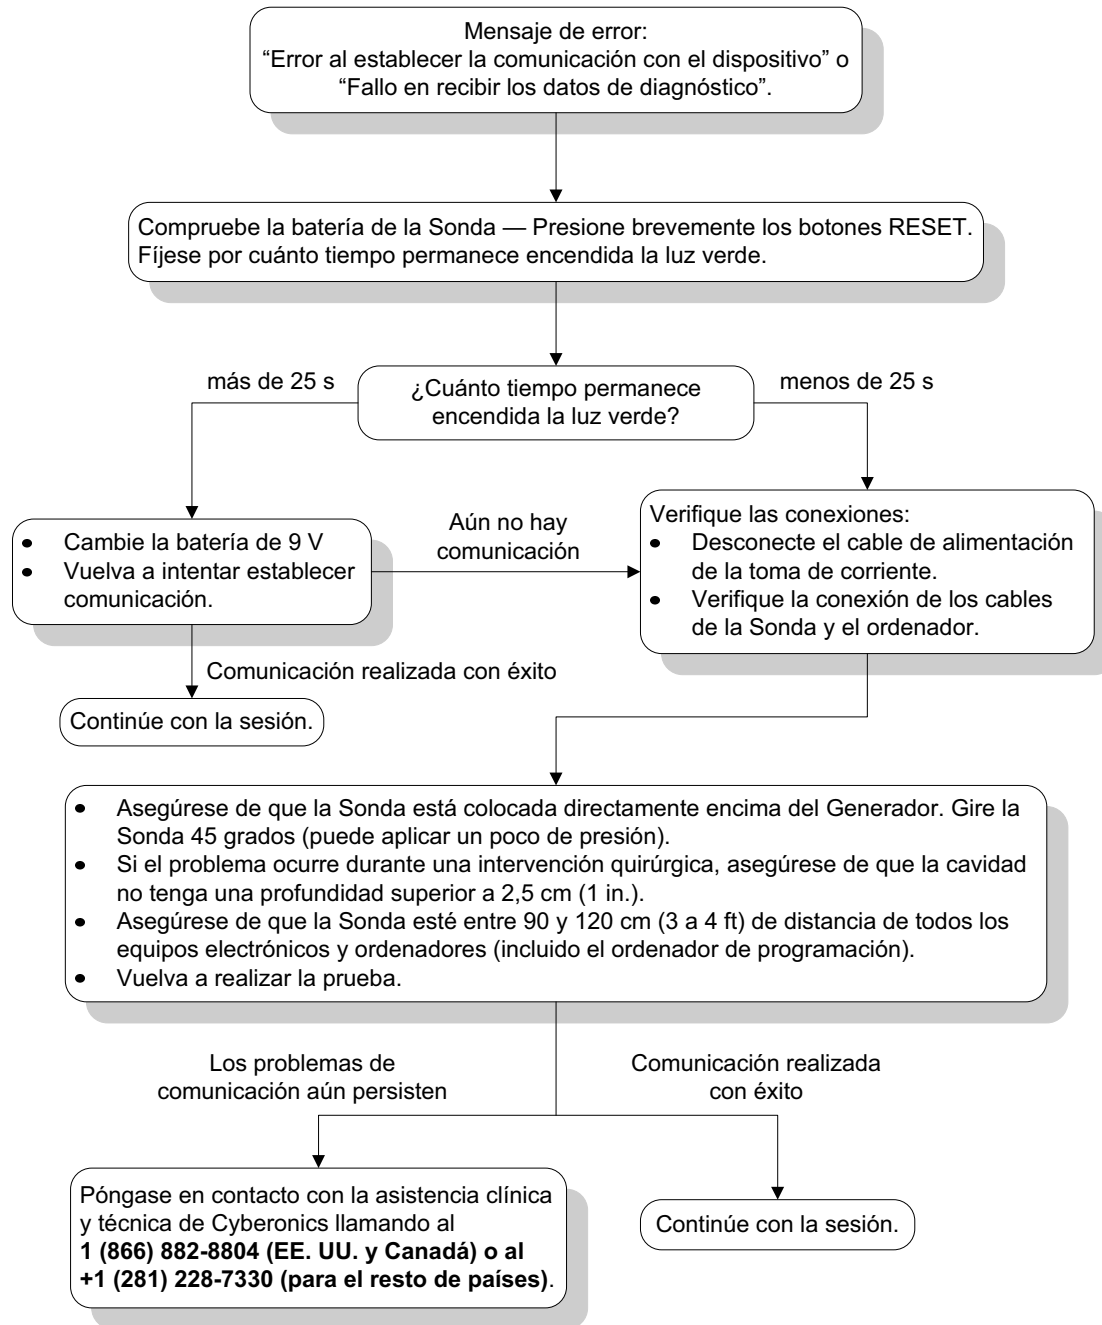 Mensaje de error:
“Error al establecer la comunicación con el dispositivo” o
“Fallo en recibir los datos de diagnóstico”.
Compruebe la batería de la Sonda — Presione brevemente los botones RESET.
Fíjese por cuánto tiempo permanece encendida la luz verde.
más de 25 s
¿Cuánto tiempo permanece
encendida la luz verde?
menos de 25 s
• Cambie la batería de 9 V
• Vuelva a intentar establecer
comunicación.
Aún no hay
comunicación
Verifique las conexiones:
• Desconecte el cable de alimentación
de la toma de corriente.
• Verifique la conexión de los cables
de la Sonda y el ordenador.
Comunicación realizada con éxito
Continúe con la sesión.
• Asegúrese de que la Sonda está colocada directamente encima del Generador. Gire la
Sonda 45 grados (puede aplicar un poco de presión).
• Si el problema ocurre durante una intervención quirúrgica, asegúrese de que la cavidad
no tenga una profundidad superior a 2,5 cm (1 in.).
• Asegúrese de que la Sonda esté entre 90 y 120 cm (3 a 4 ft) de distancia de todos los
equipos electrónicos y ordenadores (incluido el ordenador de programación).
• Vuelva a realizar la prueba.
Los problemas de
comunicación aún persisten
Comunicación realizada
con éxito
Póngase en contacto con la asistencia clínica
y técnica de Cyberonics llamando al
1 (866) 882-8804 (EE. UU. y Canadá) o al
+1 (281) 228-7330 (para el resto de países).
Continúe con la sesión.